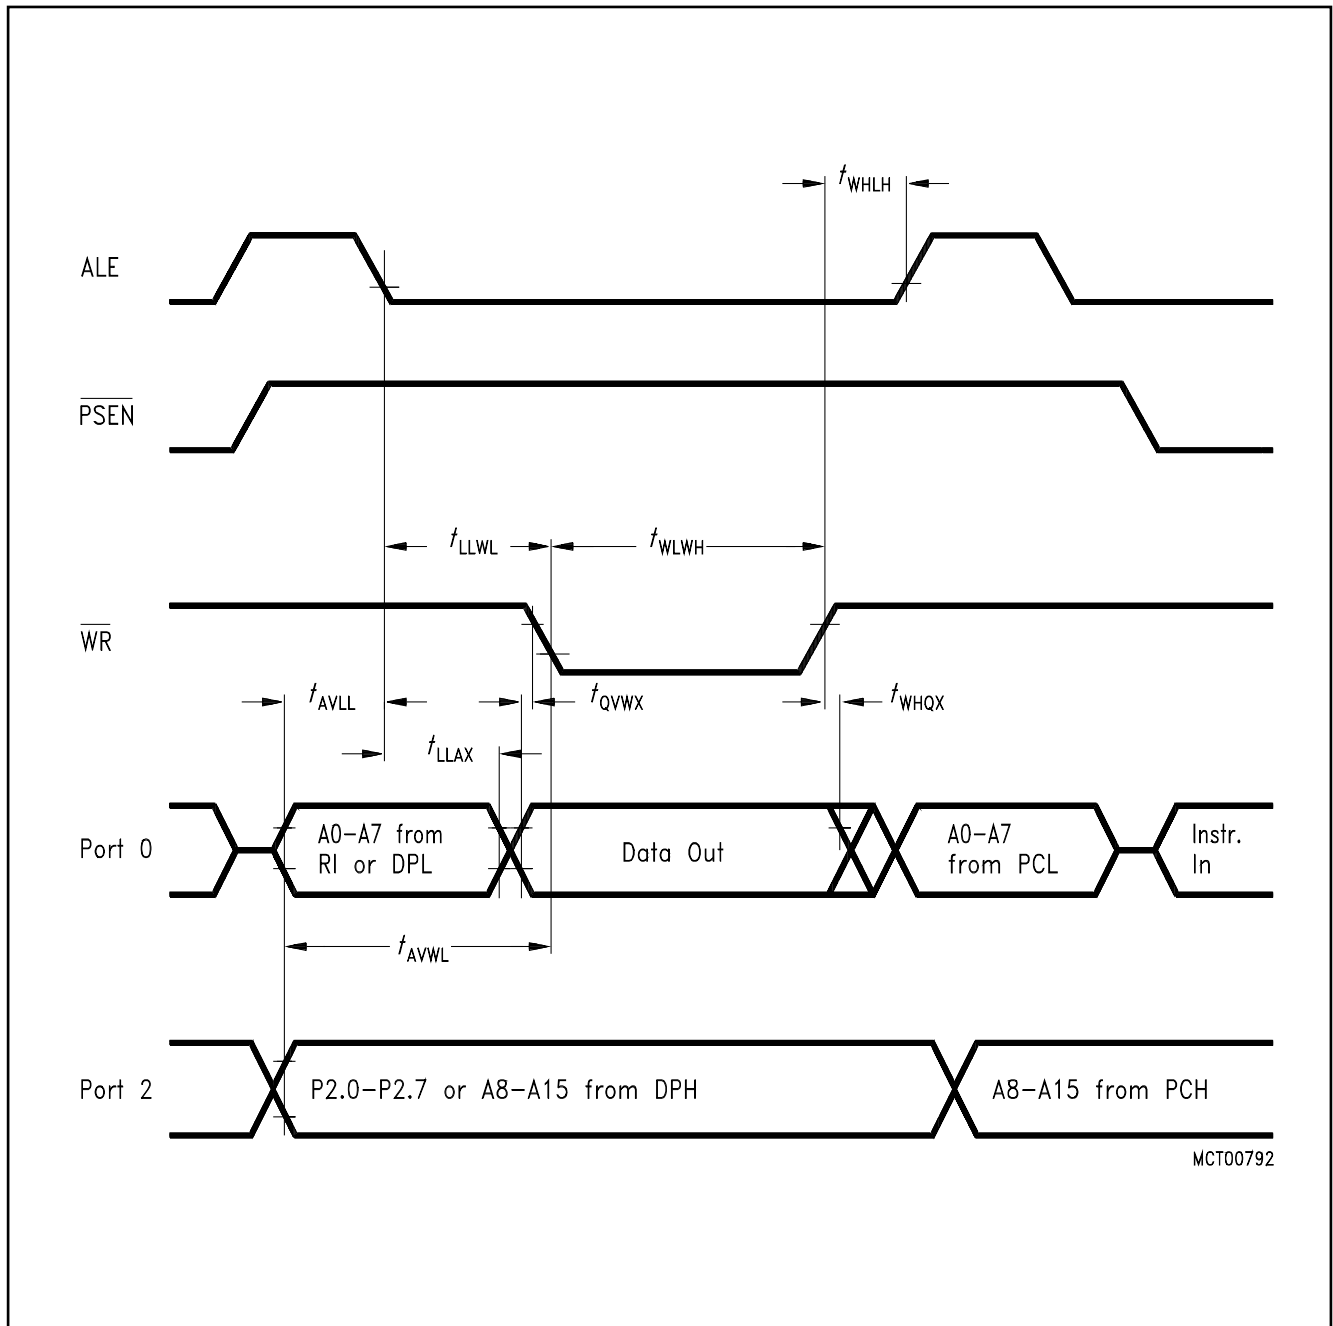 tWHLH
ALE
PSEN
tLLWL
tWLWH
WR
tAVLL
tQVWX
tWHQX
tLLAX
Port 0
A0-A7 from
RI or DPL
Data Out
A0-A7
from PCL
Instr.
In
tAVWL
Port 2
P2.0-P2.7 or A8-A15 from DPH
A8-A15 from PCH
MCT00792